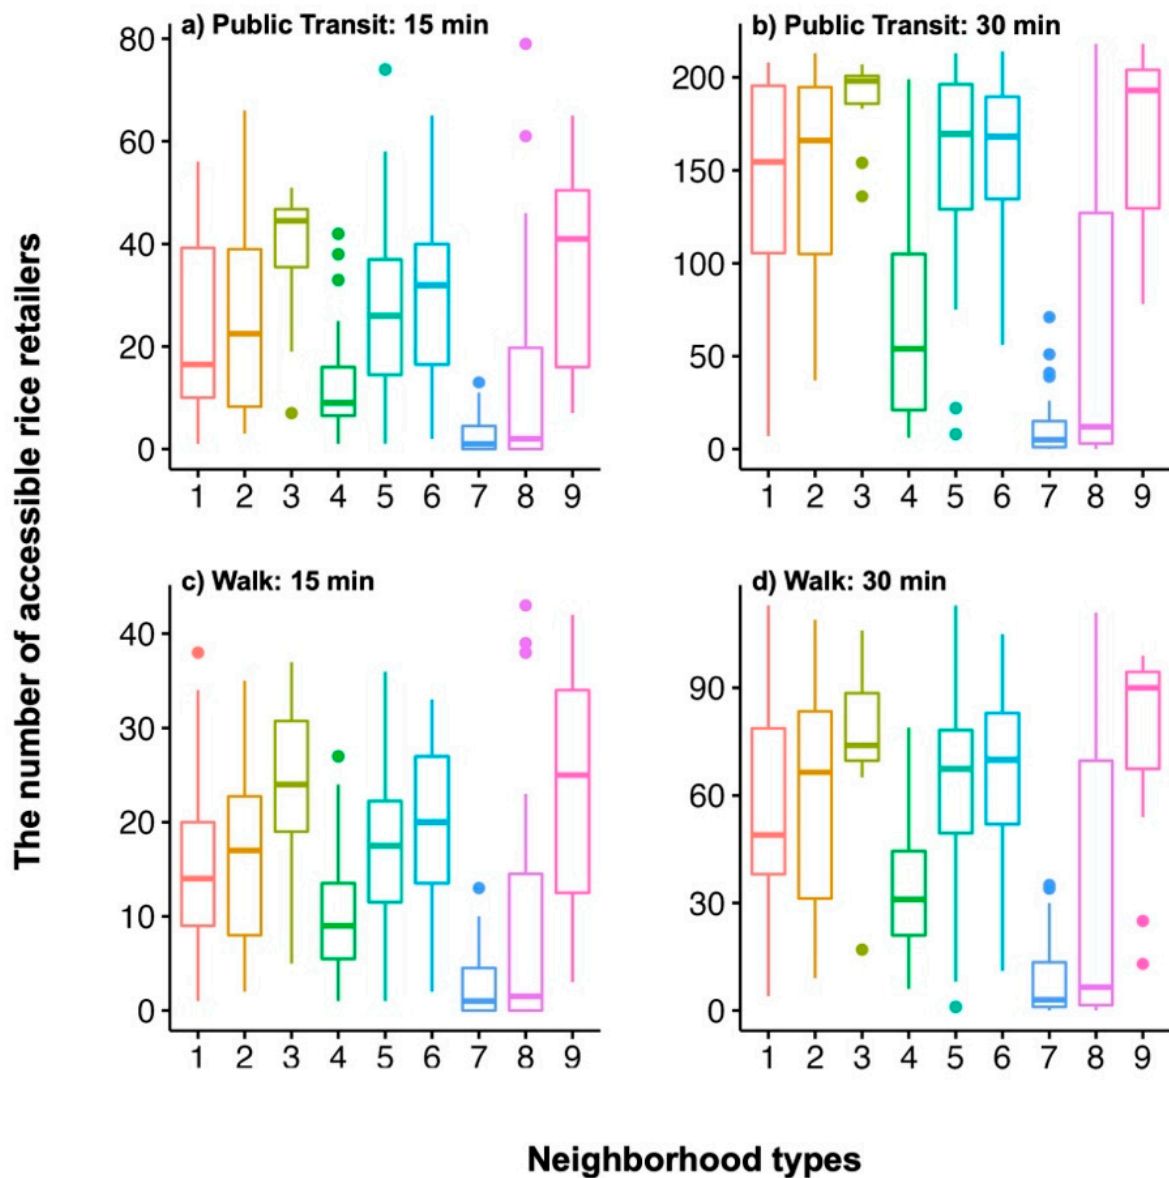 The number of accessible rice retailers
a) Public Transit: 15 min
80
60
40
20
0
1 2 3 4 5 6 7 8 9
b) Public Transit: 30 min
200
150
100
50
0
1 2 3 4 5 6 7 8 9
c) Walk: 15 min
40
30
20
10
0
1 2 3 4 5 6 7 8 9
d) Walk: 30 min
90
60
30
0
1 2 3 4 5 6 7 8 9
Neighborhood types